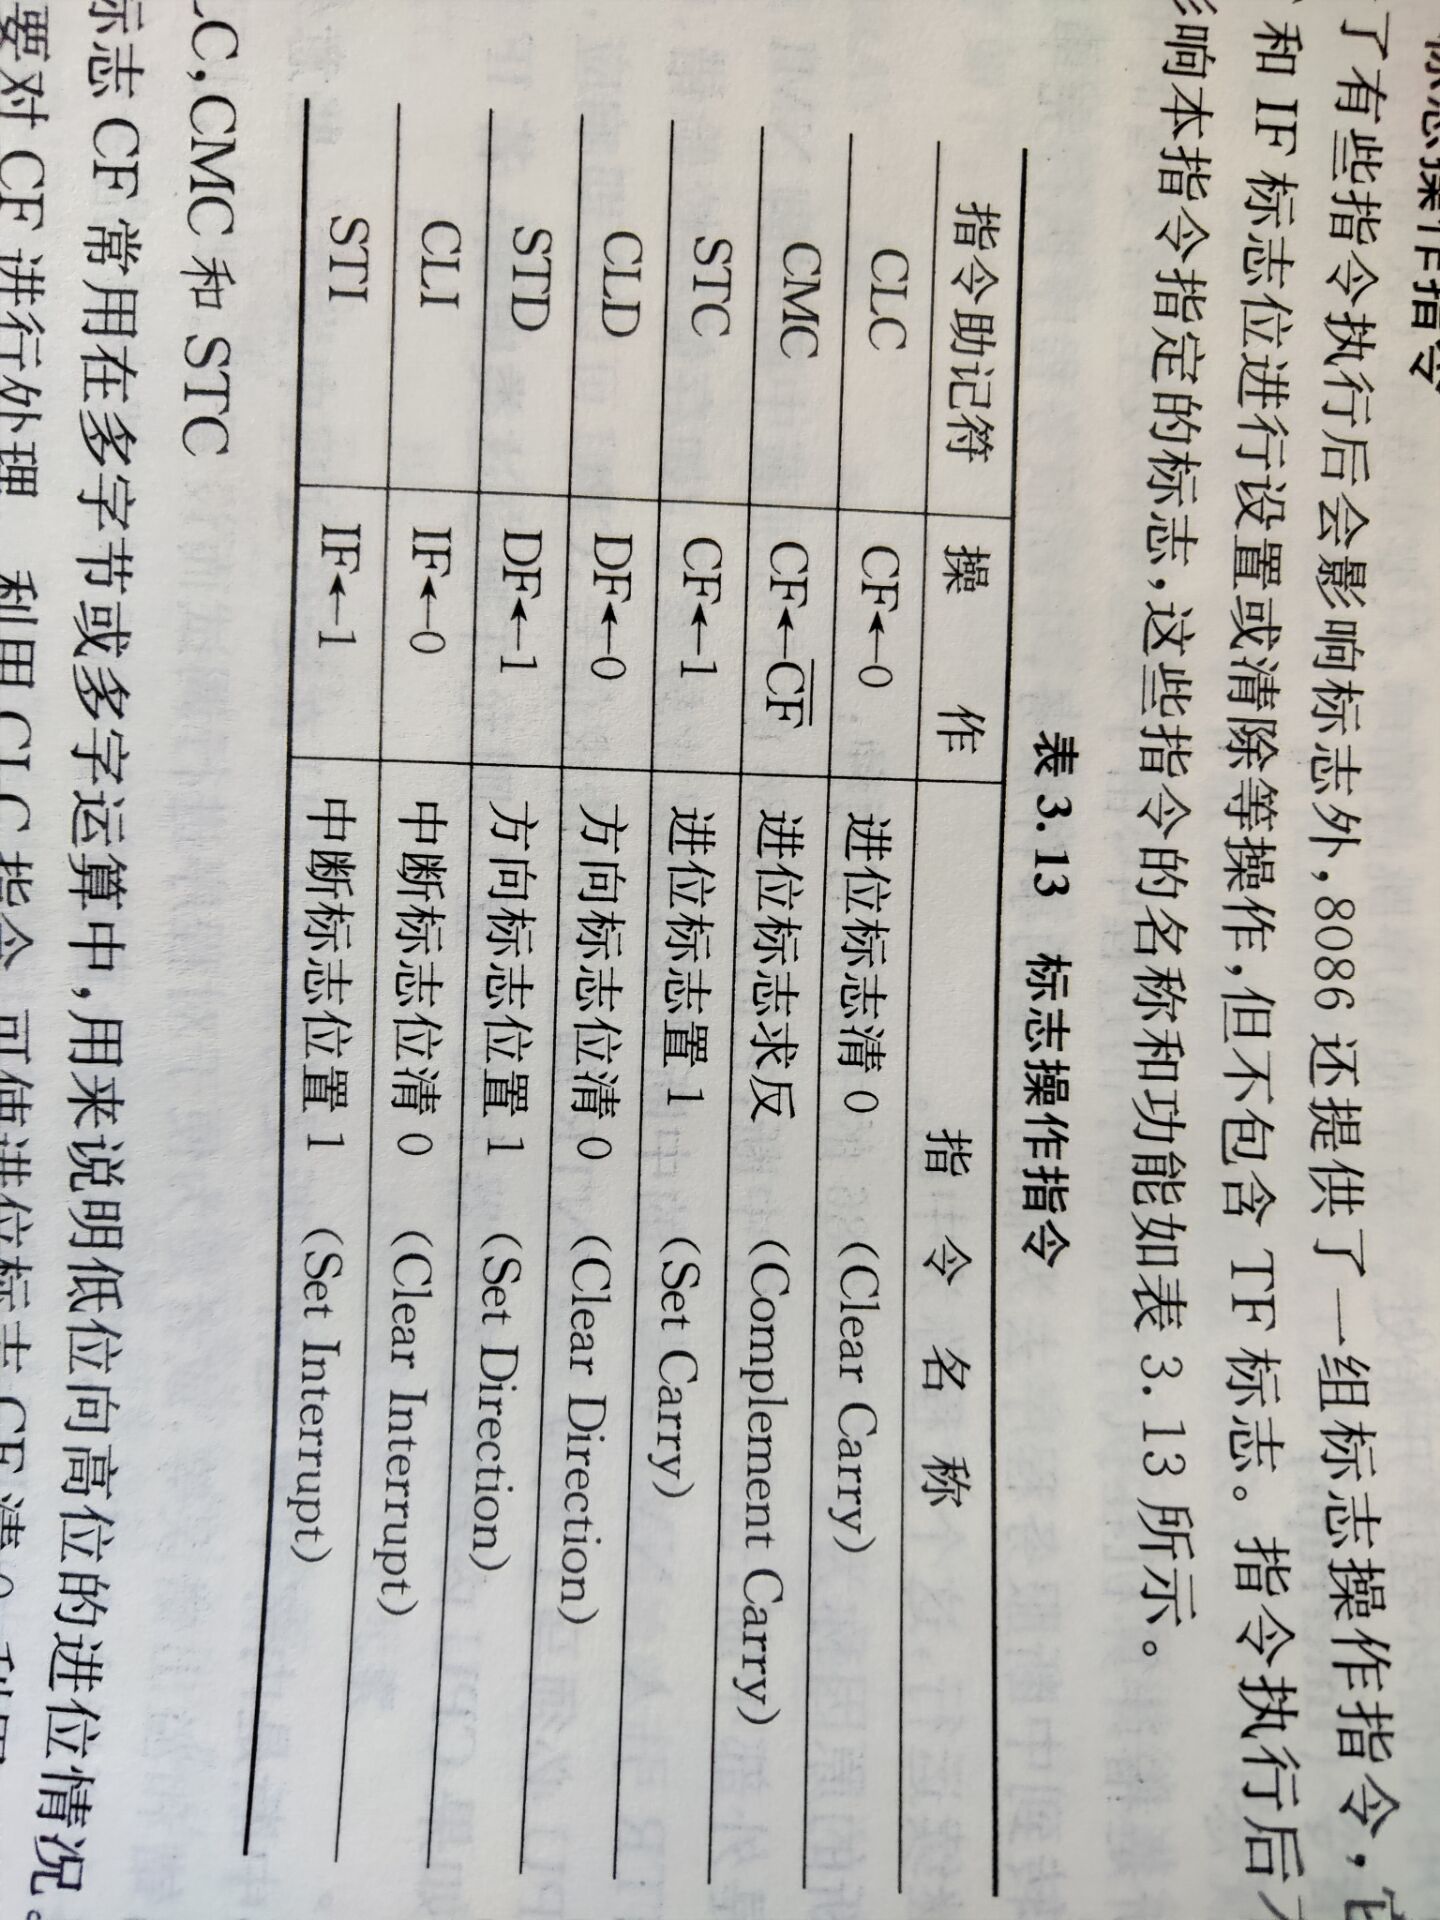 标志操作指令
了有些指令执行后会影响标志外,8086 还提供了一组标志操作指令,它
和 IF 标志位进行设置或清除等操作,但不包含 TF 标志。指令执行后不
影响本指令指定的标志,这些指令的名称和功能如表 3.13 所示。
表 3.13 标志操作指令
指令助记符 操 作 指 令 名 称
CLC CF←0 进位标志清 0 (Clear Carry)
CMC CF←C̅F̅ 进位标志求反 (Complement Carry)
STC CF←1 进位标志置 1 (Set Carry)
CLD DF←0 方向标志位清 0 (Clear Direction)
STD DF←1 方向标志位置 1 (Set Direction)
CLI IF←0 中断标志位清 0 (Clear Interrupt)
STI IF←1 中断标志位置 1 (Set Interrupt)
LC,CMC 和 STC
标志 CF 常用在多字节或多字运算中,用来说明低位向高位的进位情况。
要对 CF 进行处理 利用 CLC 指令 可使进位标志 CF 清 0 利用